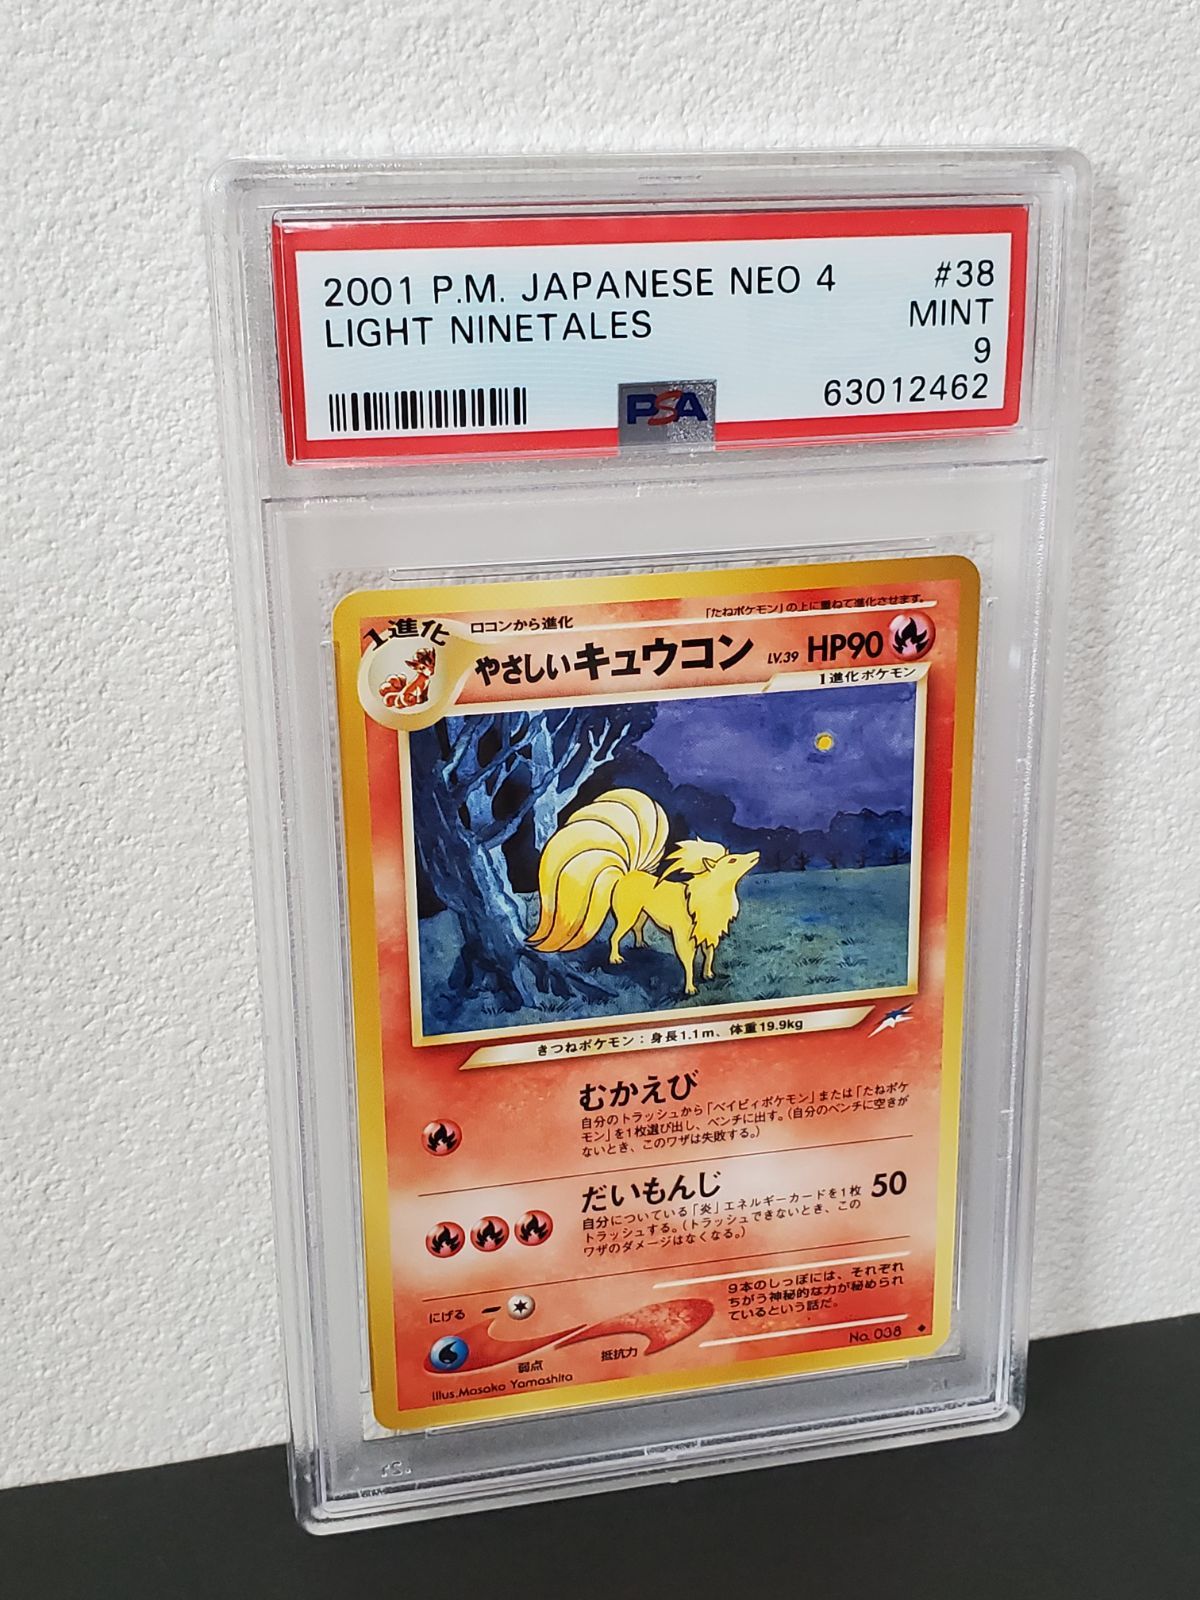 2001 P.M. JAPANESE NEO 4 #38
LIGHT NINETALES MINT
9
PSA 63012462
1進化
ロコンから進化
「たねポケモン」の上に重ねて進化させます。
やさしいキュウコン LV.39 HP90
1進化ポケモン
きつねポケモン：身長1.1m、体重19.9kg
むかえび
自分のトラッシュから「ベイビィポケモン」または「たねポケ
モン」を1枚選び出し、ベンチに出す。(自分のベンチに空きが
ないとき、このワザは失敗する。)
だいもんじ 50
自分についている「炎」エネルギーカードを1枚
トラッシュする。(トラッシュできないとき、この
ワザのダメージはなくなる。)
にげる
9本のしっぽには、それぞれ
ちがう神秘的な力が秘められ
ているという話だ。
弱点 抵抗力
No. 038
Illus.Masako Yamashita